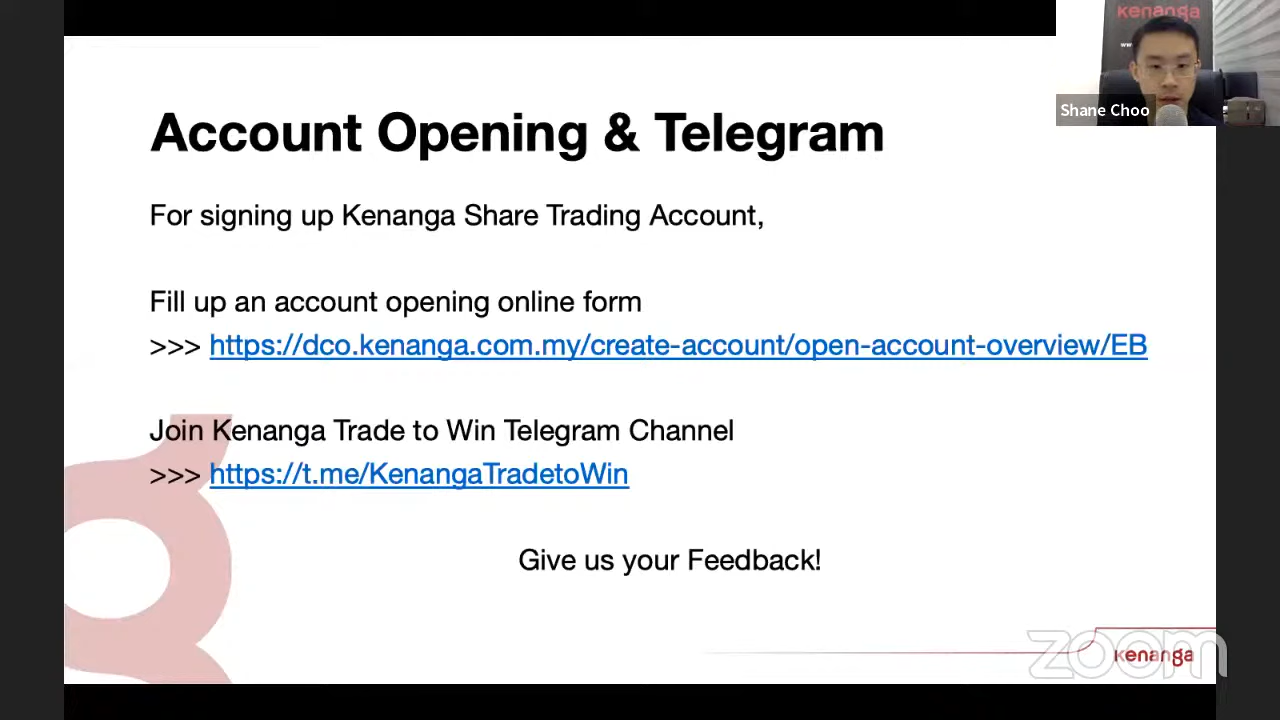 kenanga
Shane Choo
Account Opening & Telegram
For signing up Kenanga Share Trading Account,
Fill up an account opening online form
>>> https://dco.kenanga.com.my/create-account/open-account-overview/EB
Join Kenanga Trade to Win Telegram Channel
>>> https://t.me/KenangaTradetoWin
Give us your Feedback!
zoom
kenanga